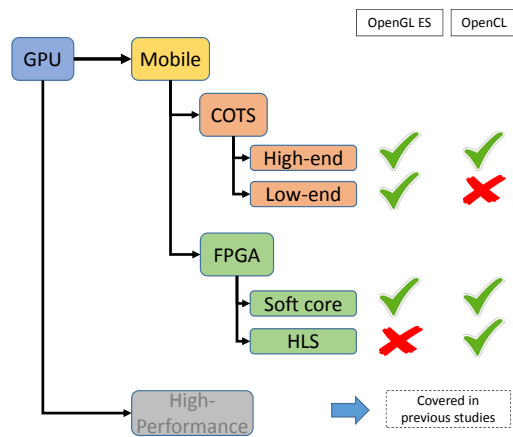 OpenGL ES
OpenCL
GPU
Mobile
COTS
High-end
Low-end
FPGA
Soft core
HLS
High-
Performance
Covered in
previous studies